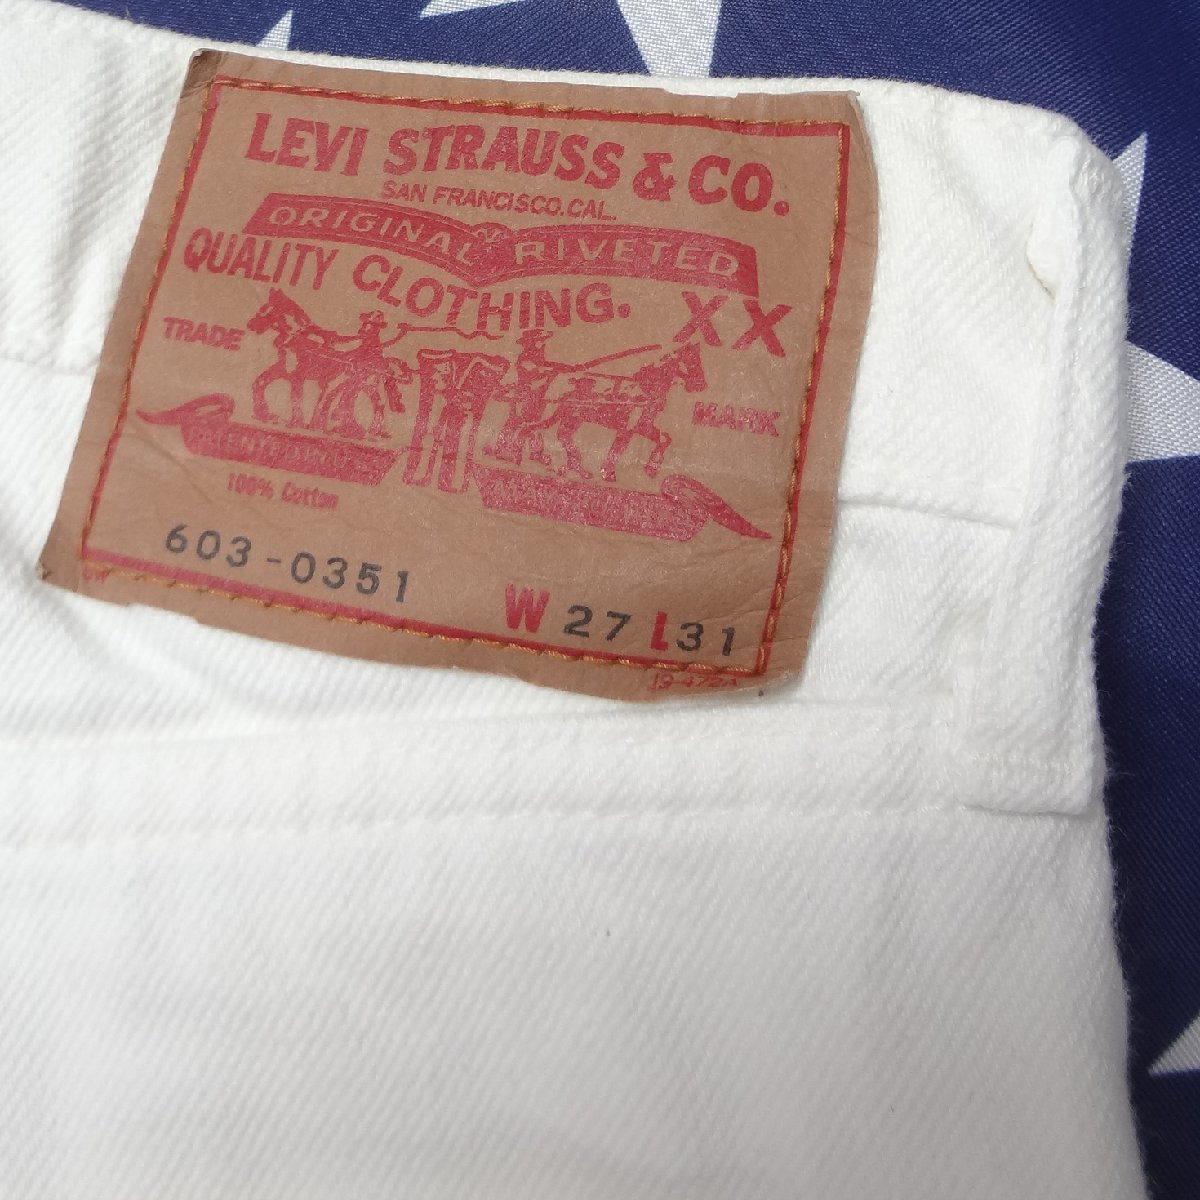 LEVI STRAUSS & CO.
SAN FRANCISCO.CAL.
ORIGINAL RIVETED
QUALITY CLOTHING.
XX
TRADE MARK
100% Cotton
603-0351
W 27 L 31